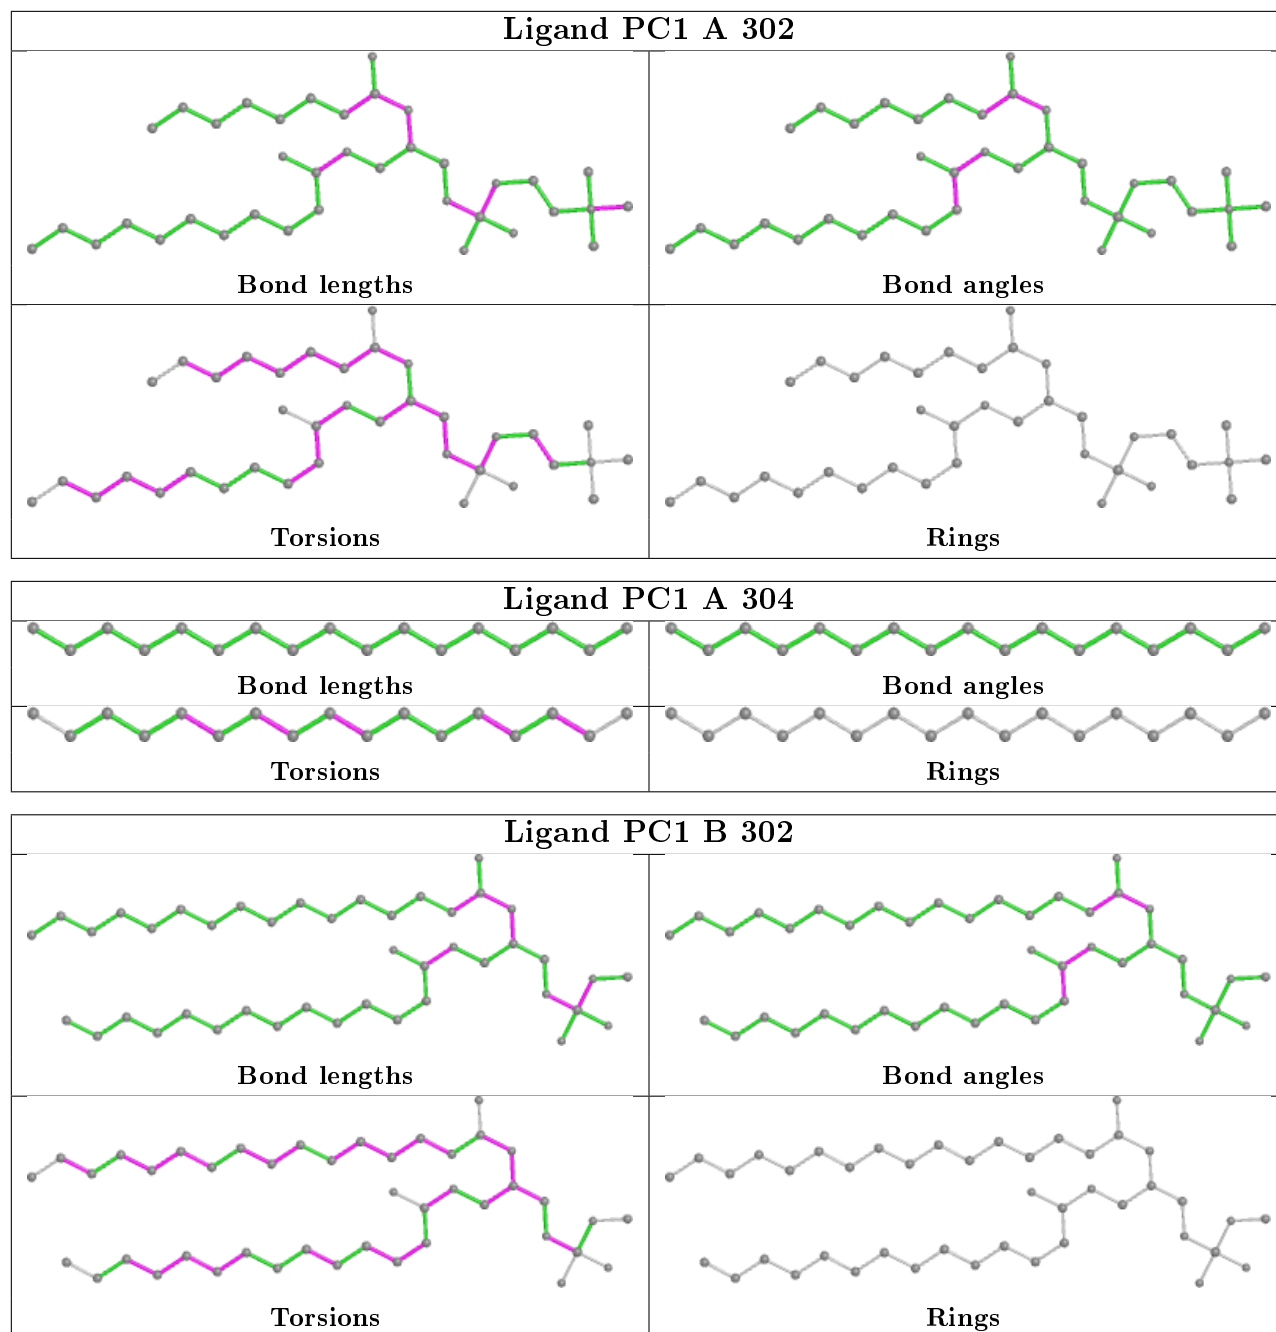 Ligand PC1 A 302
Bond lengths
Bond angles
Torsions
Rings
Ligand PC1 A 304
Bond lengths
Bond angles
Torsions
Rings
Ligand PC1 B 302
Bond lengths
Bond angles
Torsions
Rings